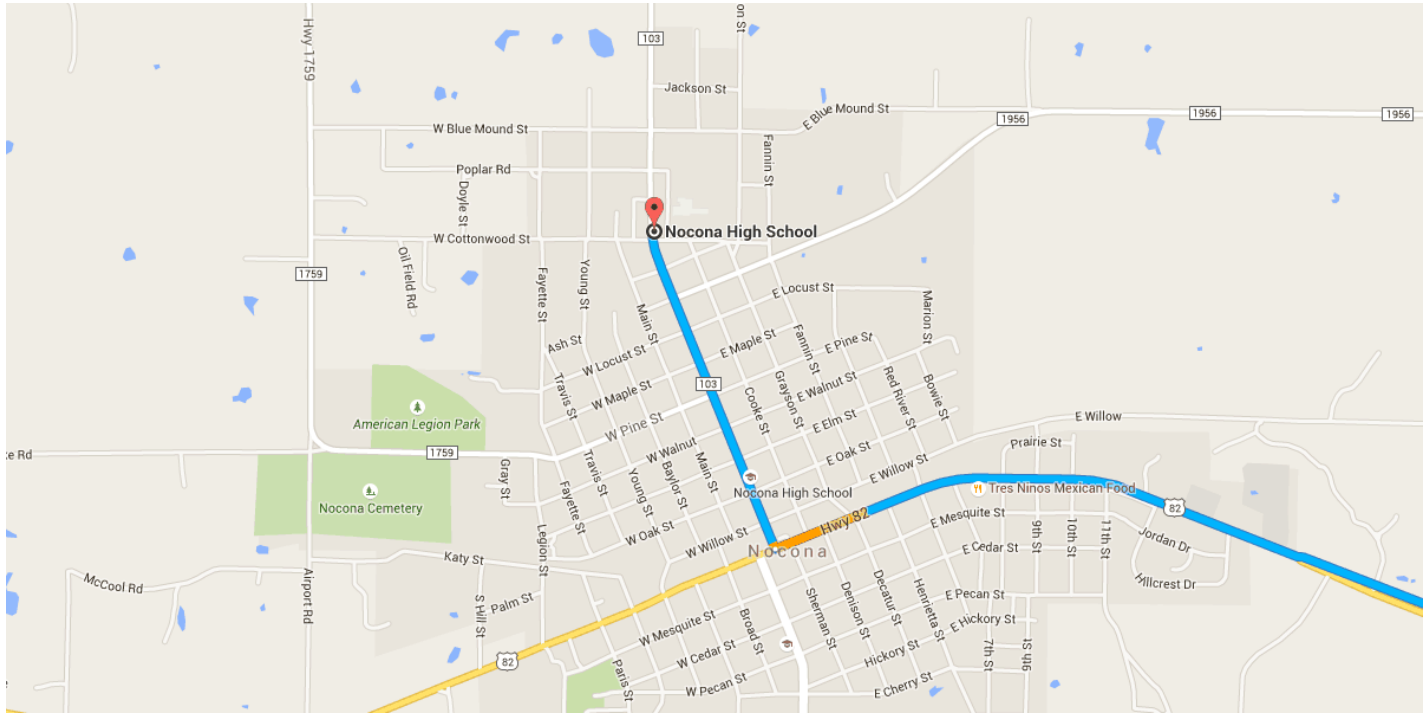 on St
Hwy 1759
103
Jackson St
E Blue Mound St
1956
1956
1956
W Blue Mound St
Fannin St
Poplar Rd
Doyle St
Nocona High School
W Cottonwood St
Oil Field Rd
1759
Fayette St
Young St
E Locust St
Marion St
Main St
Ash St
W Locust St
E Maple St
Fannin St
E Pine St
Travis St
W Maple St
103
Grayson St
E Walnut St
Red River St
Bowie St
Cooke St
American Legion Park
W Pine St
E Elm St
E Willow
W Walnut
Prairie St
ke Rd
1759
E Oak St
Gray St
Travis St
Young St
Baylor St
Main St
E Willow St
Nocona High School
Tres Ninos Mexican Food
Nocona Cemetery
Fayette St
82
Hwy 82
E Mesquite St
9th St
10th St
11th St
W Oak St
Legion St
W Willow St
Nocona
Jordan Dr
Katy St
E Cedar St
McCool Rd
Airport Rd
Hillcrest Dr
S Hill St
Palm St
Sherman St
Denison St
Decatur St
Henrietta St
E Pecan St
W Mesquite St
Broad St
E Hickory St
82
W Cedar St
Hickory St
7th St
9th St
Paris St
W Pecan St
E Cherry St